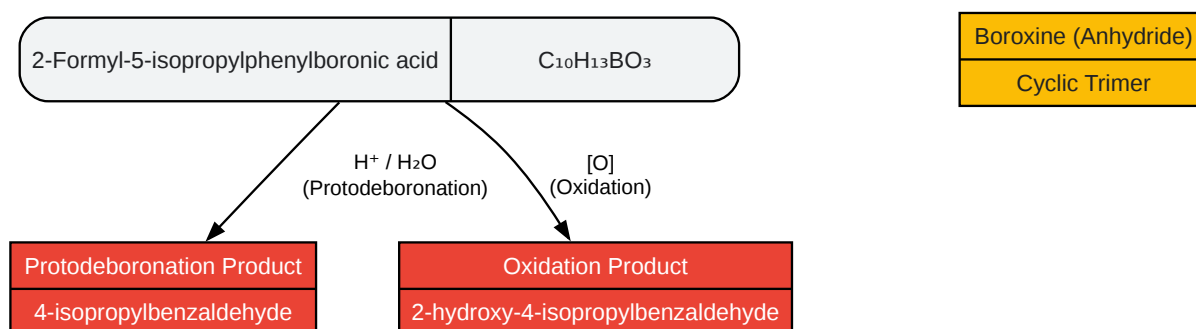 2-Formyl-5-isopropylphenylboronic acid
C₁₀H₁₃BO₃
Boroxine (Anhydride)
Cyclic Trimer
H⁺ / H₂O
(Protodeboronation)
[O]
(Oxidation)
Protodeboronation Product
4-isopropylbenzaldehyde
Oxidation Product
2-hydroxy-4-isopropylbenzaldehyde